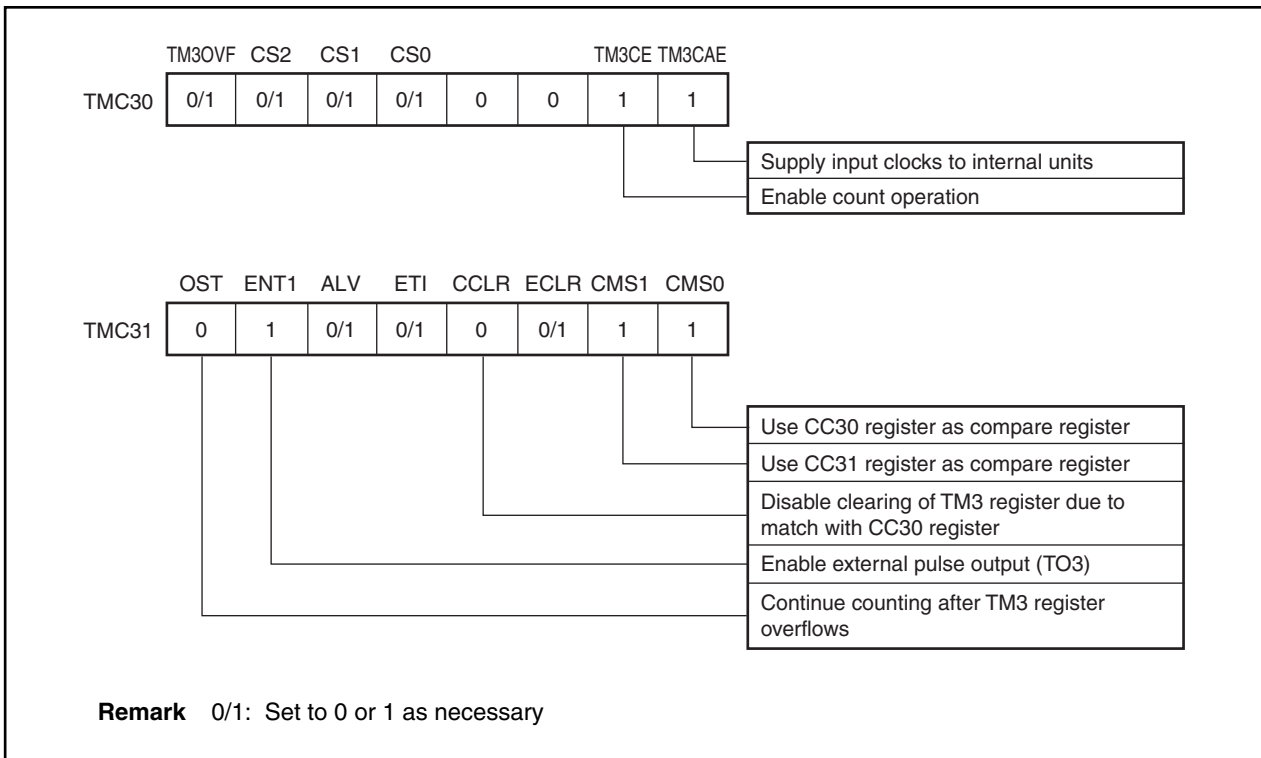 TM3OVF CS2 CS1 CS0 TM3CE TM3CAE
TMC30 0/1 0/1 0/1 0/1 0 0 1 1
Supply input clocks to internal units
Enable count operation
OST ENT1 ALV ETI CCLR ECLR CMS1 CMS0
TMC31 0 1 0/1 0/1 0 0/1 1 1
Use CC30 register as compare register
Use CC31 register as compare register
Disable clearing of TM3 register due to
match with CC30 register
Enable external pulse output (TO3)
Continue counting after TM3 register
overflows
Remark 0/1: Set to 0 or 1 as necessary